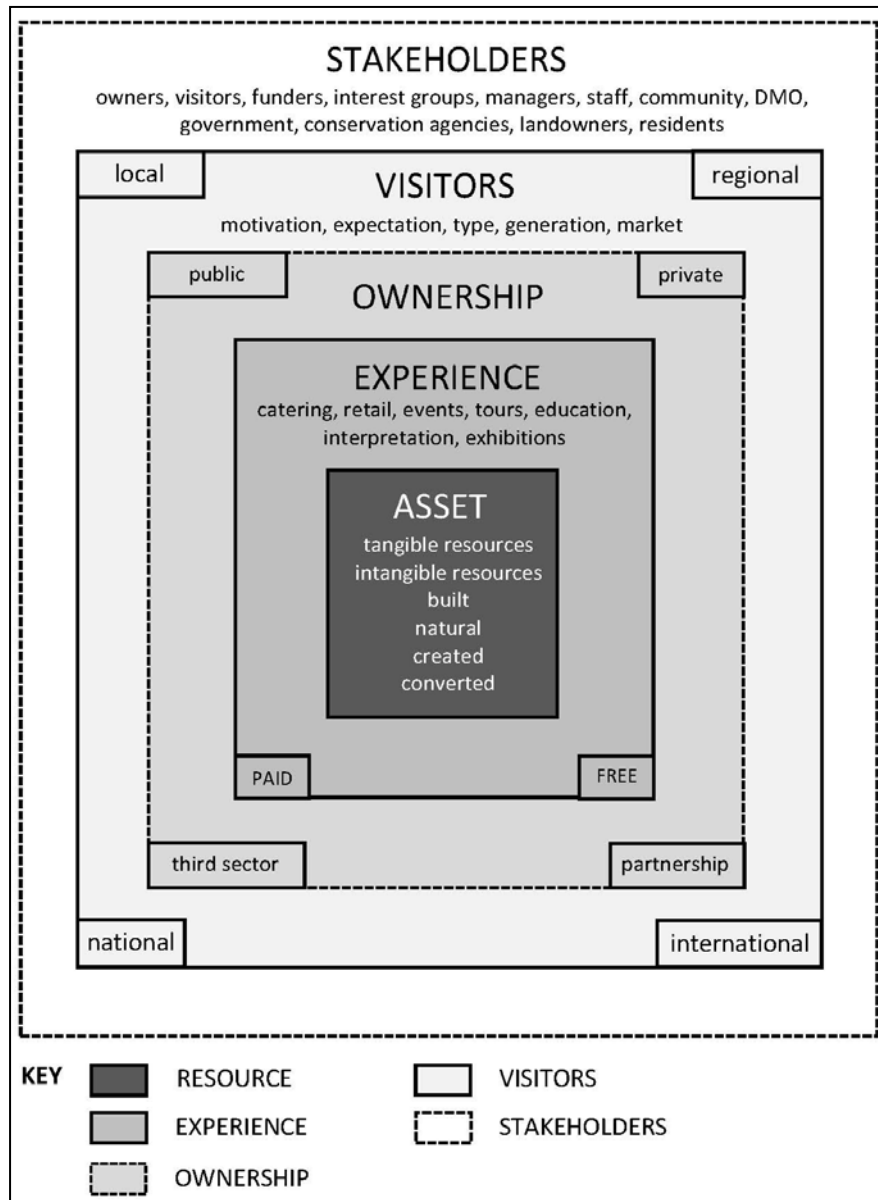 STAKEHOLDERS
owners, visitors, funders, interest groups, managers, staff, community, DMO,
government, conservation agencies, landowners, residents
local
regional
VISITORS
motivation, expectation, type, generation, market
public
private
OWNERSHIP
EXPERIENCE
catering, retail, events, tours, education,
interpretation, exhibitions
ASSET
tangible resources
intangible resources
built
natural
created
converted
PAID
FREE
third sector
partnership
national
international
KEY
RESOURCE
VISITORS
EXPERIENCE
STAKEHOLDERS
OWNERSHIP